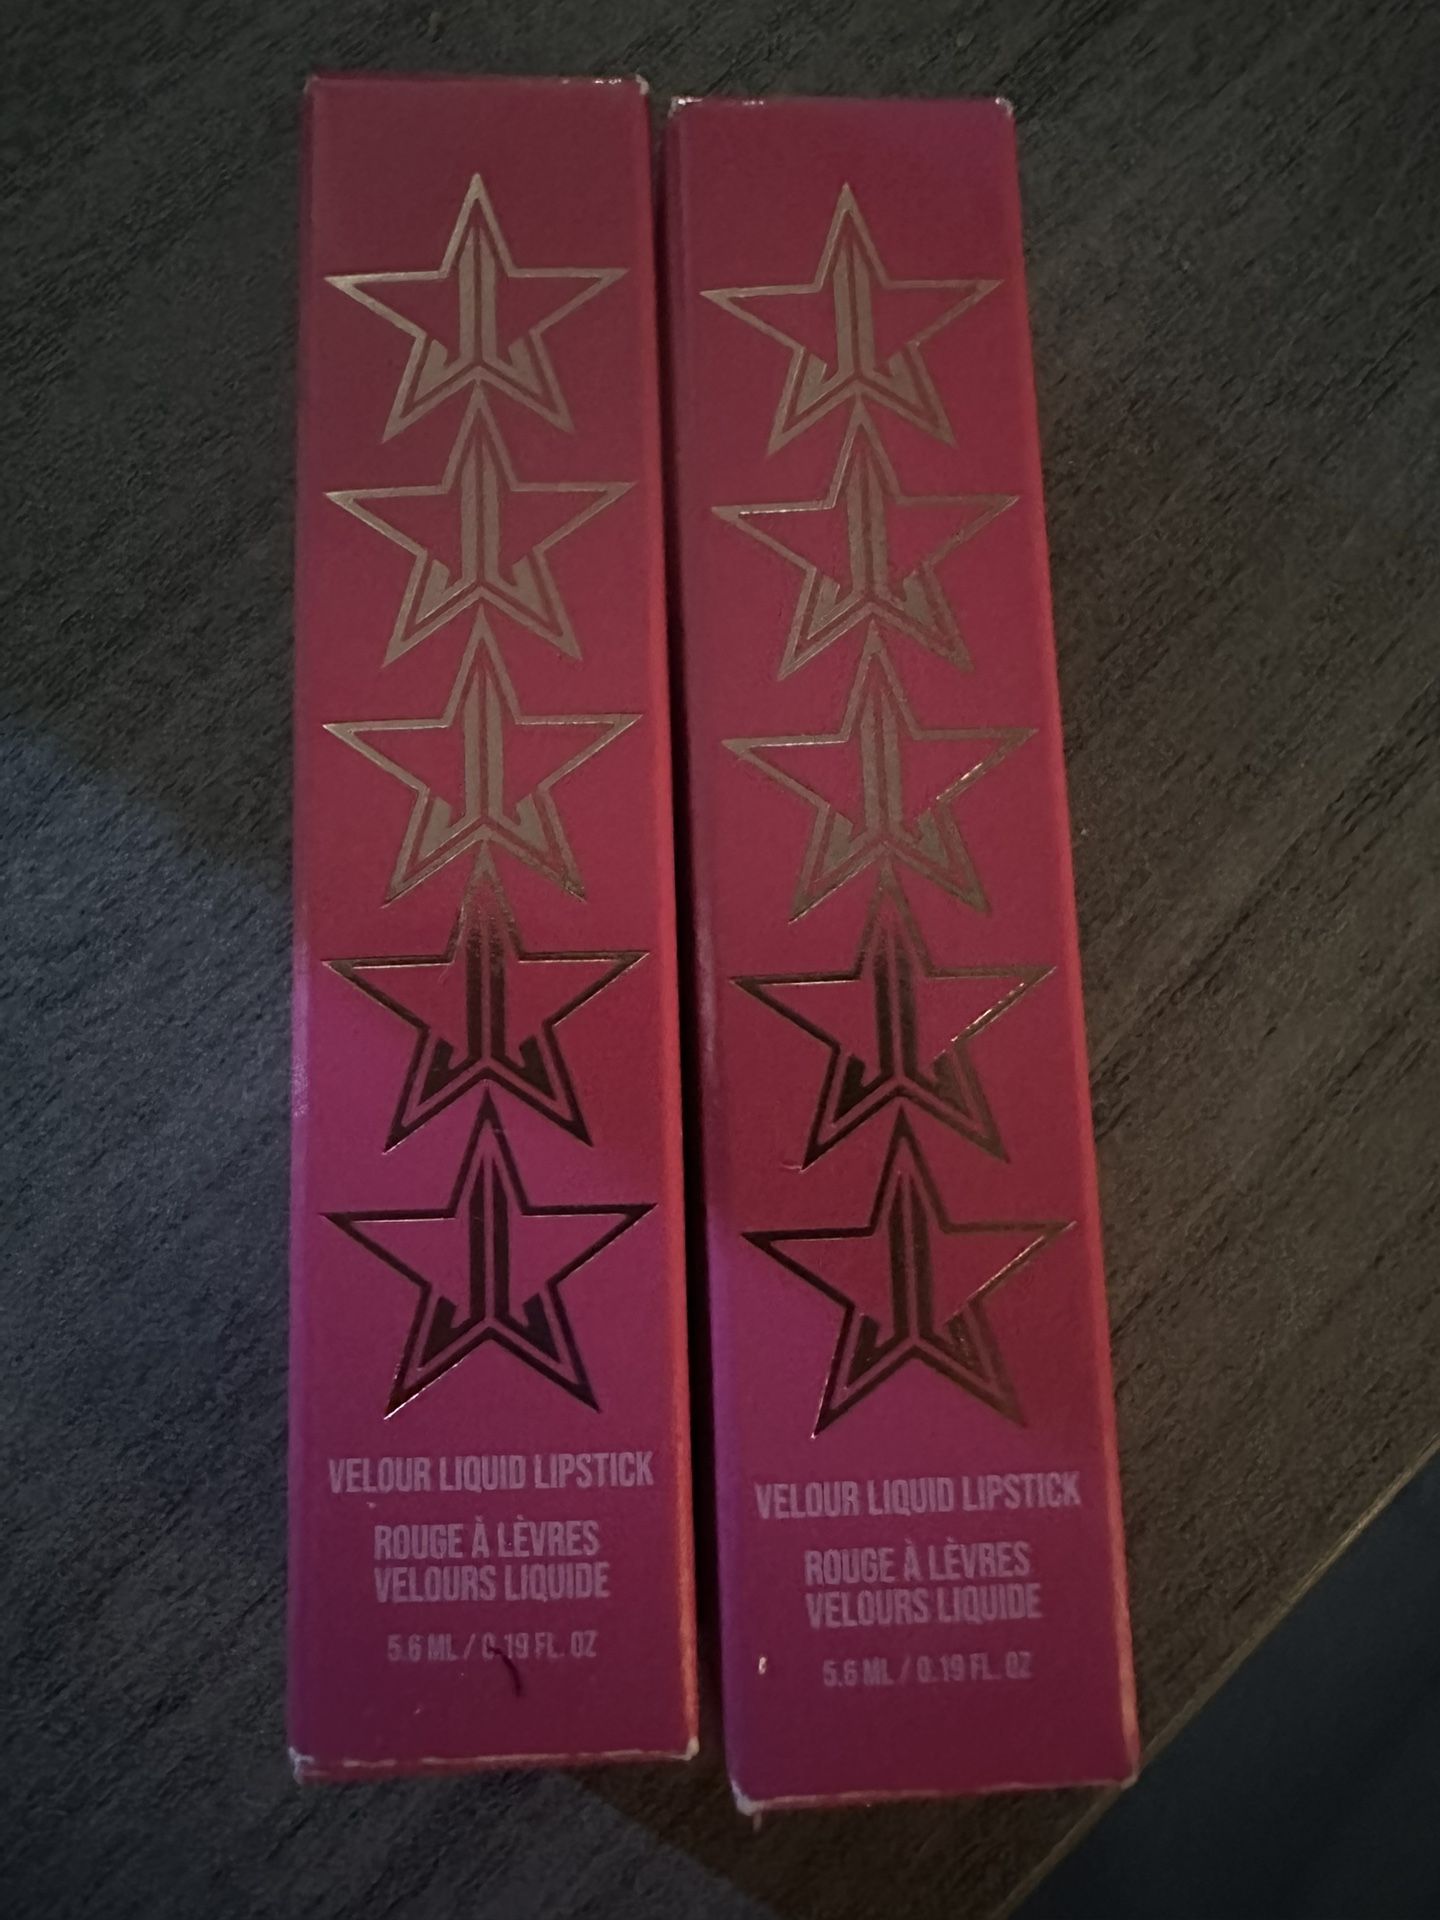 VELOUR LIQUID LIPSTICK
ROUGE À LÈVRES
VELOURS LIQUIDE
5.6 ML / 0.19 FL. OZ
VELOUR LIQUID LIPSTICK
ROUGE À LÈVRES
VELOURS LIQUIDE
5.6 ML / 0.19 FL. OZ